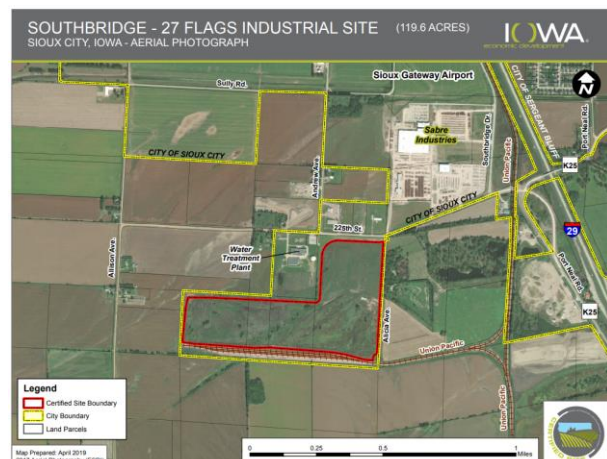 SOUTHBRIDGE - 27 FLAGS INDUSTRIAL SITE (119.6 ACRES)
SIOUX CITY, IOWA - AERIAL PHOTOGRAPH
IOWA
economic development
Sully Rd.
Sioux Gateway Airport
N
CITY OF SERGEANT BLUFF
Port Neal Rd.
K25
CITY OF SIOUX CITY
Andrew Ave
Sabre
Industries
Southbridge Dr
Union Pacific
CITY OF SIOUX CITY
225th St.
29
Allison Ave
Water
Treatment
Plant
Port Neal Rd.
K25
Alicia Ave
Union Pacific
Union Pacific
Legend
Certified Site Boundary
City Boundary
Land Parcels
Map Prepared: April 2019
0 0.25 0.5 1
Miles